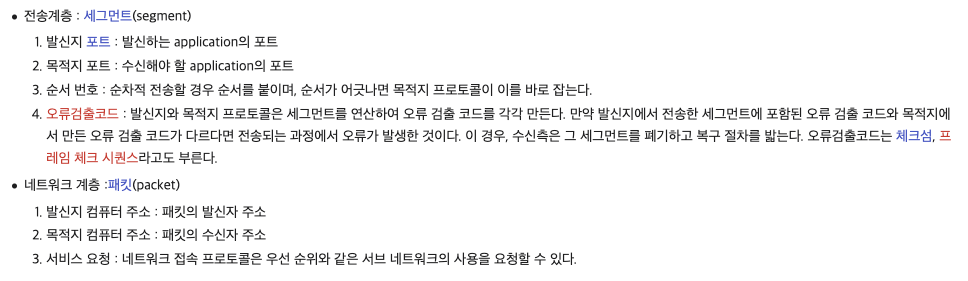 • 전송계층 : 세그먼트(segment)
1. 발신지 포트 : 발신하는 application의 포트
2. 목적지 포트 : 수신해야 할 application의 포트
3. 순서 번호 : 순차적 전송할 경우 순서를 붙이며, 순서가 어긋나면 목적지 프로토콜이 이를 바로 잡는다.
4. 오류검출코드 : 발신지와 목적지 프로토콜은 세그먼트를 연산하여 오류 검출 코드를 각각 만든다. 만약 발신지에서 전송한 세그먼트에 포함된 오류 검출 코드와 목적지에
서 만든 오류 검출 코드가 다르다면 전송되는 과정에서 오류가 발생한 것이다. 이 경우, 수신측은 그 세그먼트를 폐기하고 복구 절차를 밟는다. 오류검출코드는 체크섬, 프
레임 체크 시퀀스라고도 부른다.
• 네트워크 계층 :패킷(packet)
1. 발신지 컴퓨터 주소 : 패킷의 발신자 주소
2. 목적지 컴퓨터 주소 : 패킷의 수신자 주소
3. 서비스 요청 : 네트워크 접속 프로토콜은 우선 순위와 같은 서브 네트워크의 사용을 요청할 수 있다.